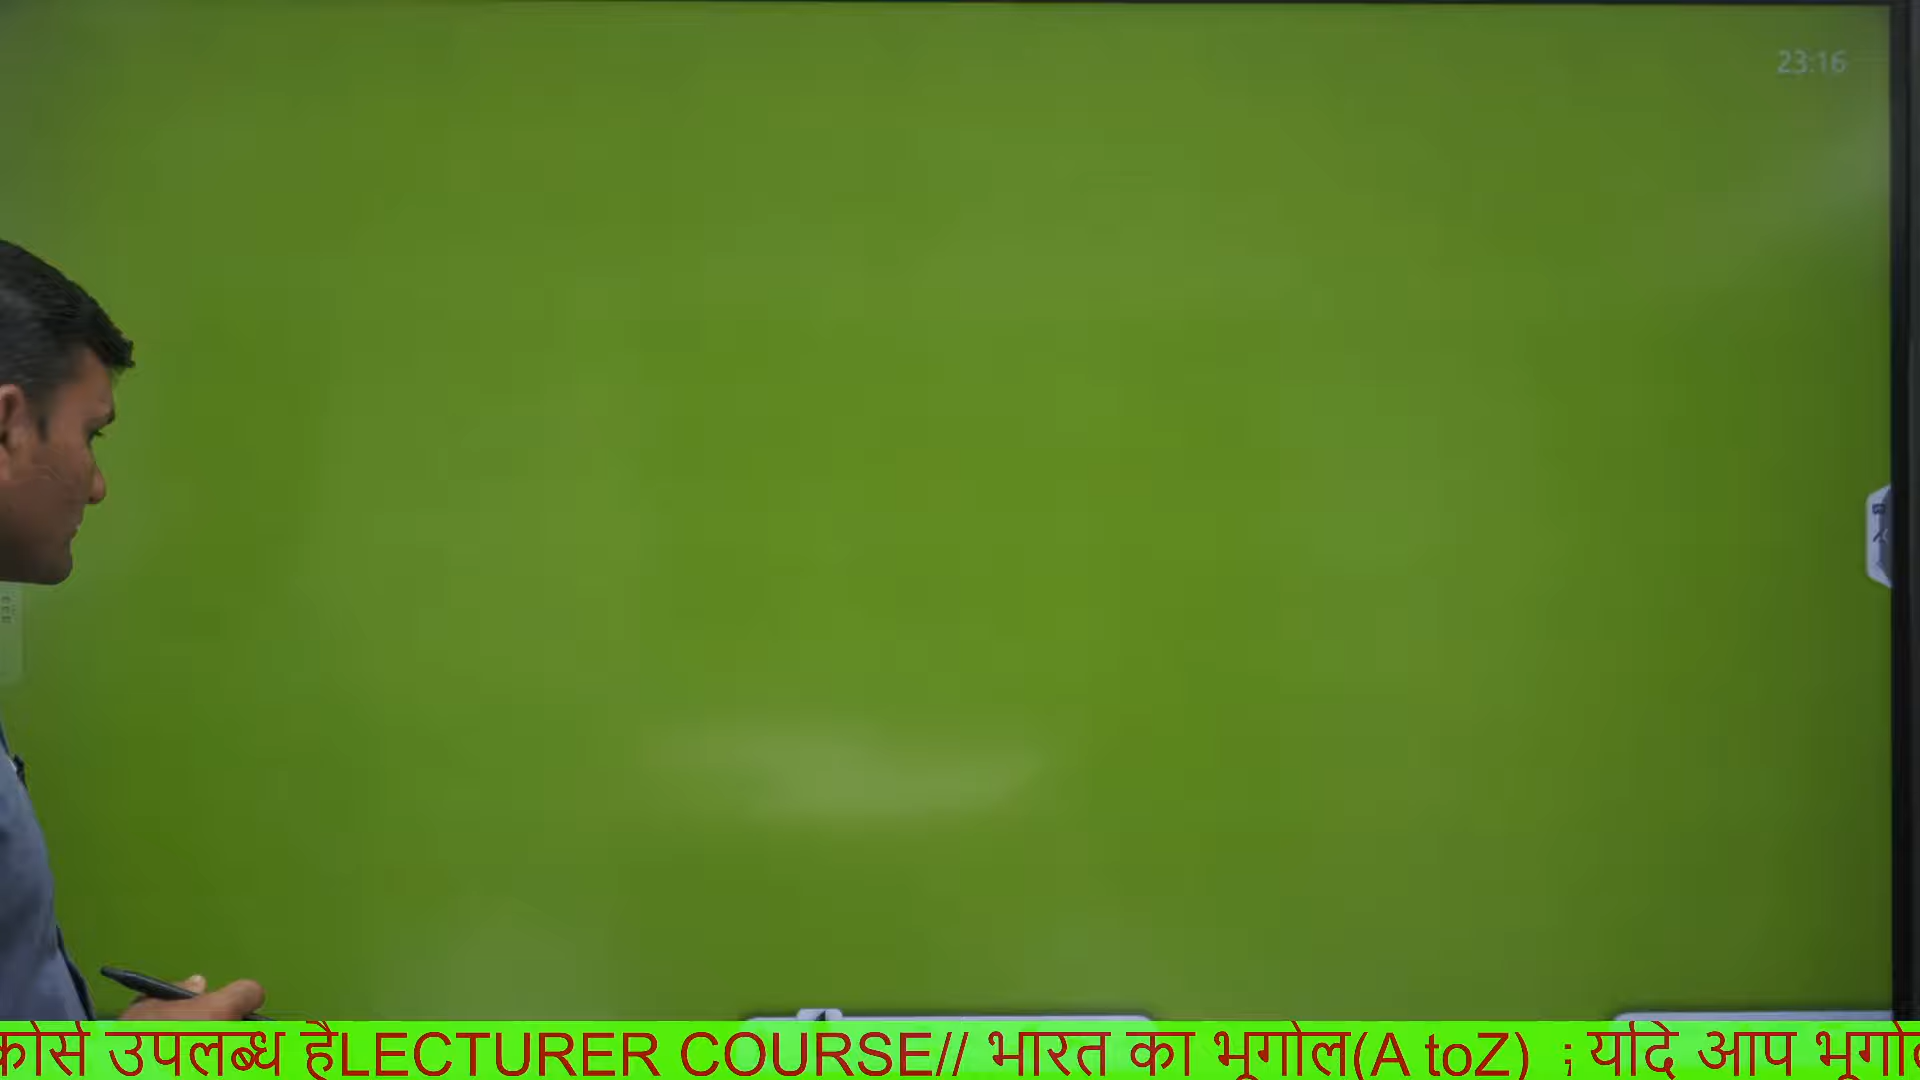 23:16
कोर्स उपलब्ध हैLECTURER COURSE// भारत का भूगोल(A toZ) ; यदि आप